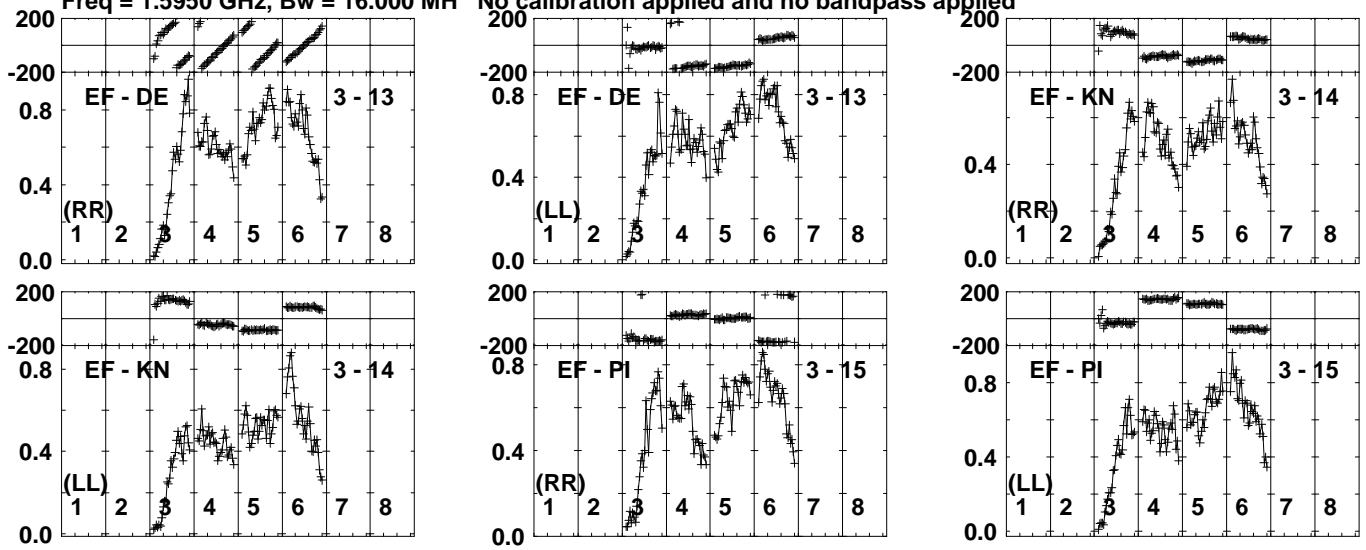 Freq = 1.5950 GHz, Bw = 16.000 MH No calibration applied and no bandpass applied
200 200 200
-200 -200 -200
EF - DE 3 - 13 EF - DE 3 - 13 EF - KN 3 - 14
0.8 0.8 0.8
0.4 0.4 0.4
(RR) (LL) (RR)
1 2 3 4 5 6 7 8 1 2 3 4 5 6 7 8 1 2 3 4 5 6 7 8
0.0 0.0 0.0
200 200 200
-200 -200 -200
EF - KN 3 - 14 EF - PI 3 - 15 EF - PI 3 - 15
0.8 0.8 0.8
0.4 0.4 0.4
(LL) (RR) (LL)
1 2 3 4 5 6 7 8 1 2 3 4 5 6 7 8 1 2 3 4 5 6 7 8
0.0 0.0 0.0